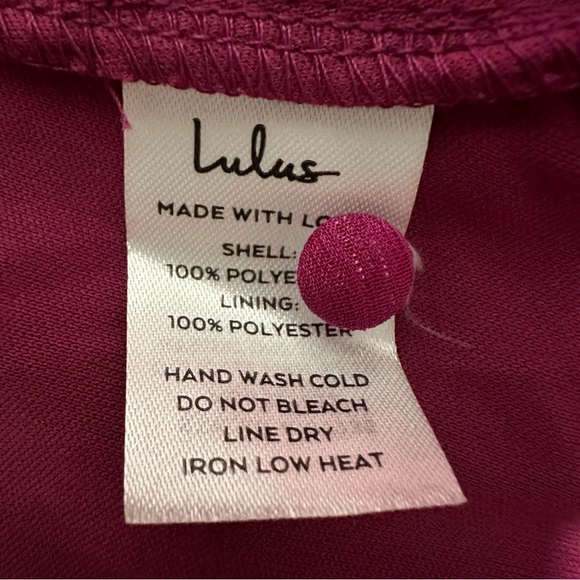 Lulus
MADE WITH LO
SHELL:
100% POLYE
LINING:
100% POLYESTER
HAND WASH COLD
DO NOT BLEACH
LINE DRY
IRON LOW HEAT